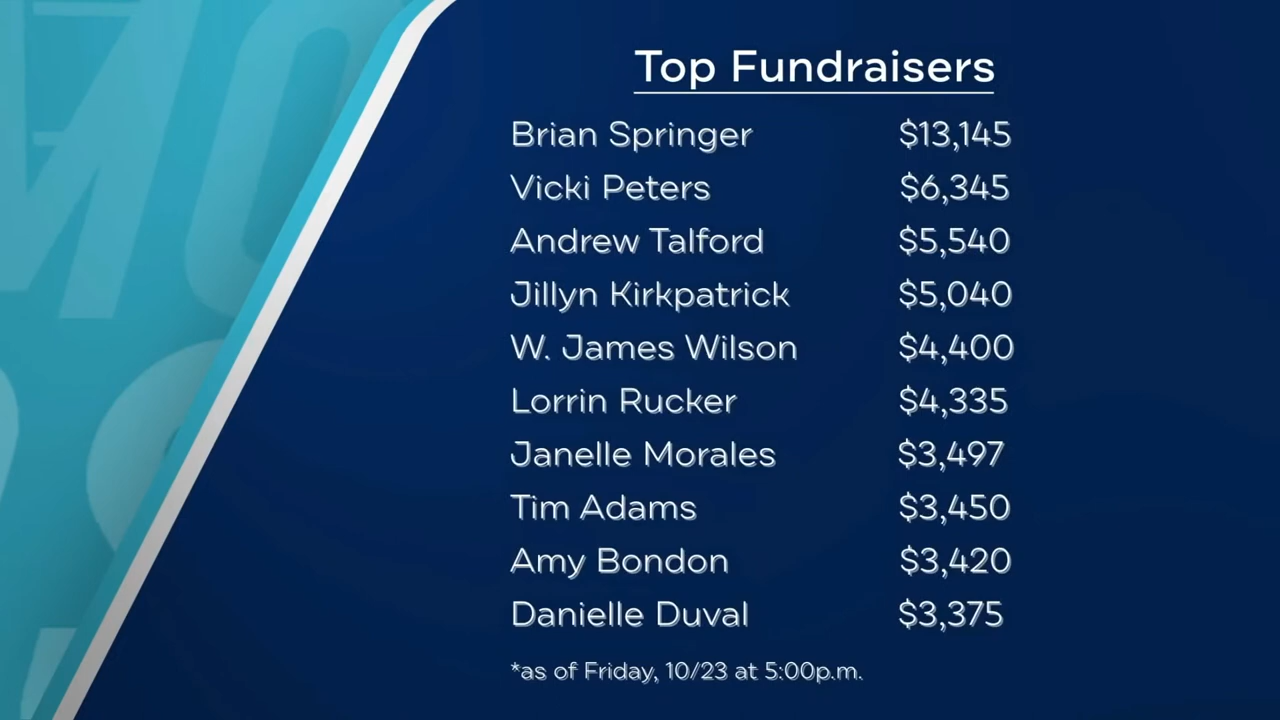 Top Fundraisers
Brian Springer $13,145
Vicki Peters $6,345
Andrew Talford $5,540
Jillyn Kirkpatrick $5,040
W. James Wilson $4,400
Lorrin Rucker $4,335
Janelle Morales $3,497
Tim Adams $3,450
Amy Bondon $3,420
Danielle Duval $3,375
*as of Friday, 10/23 at 5:00p.m.